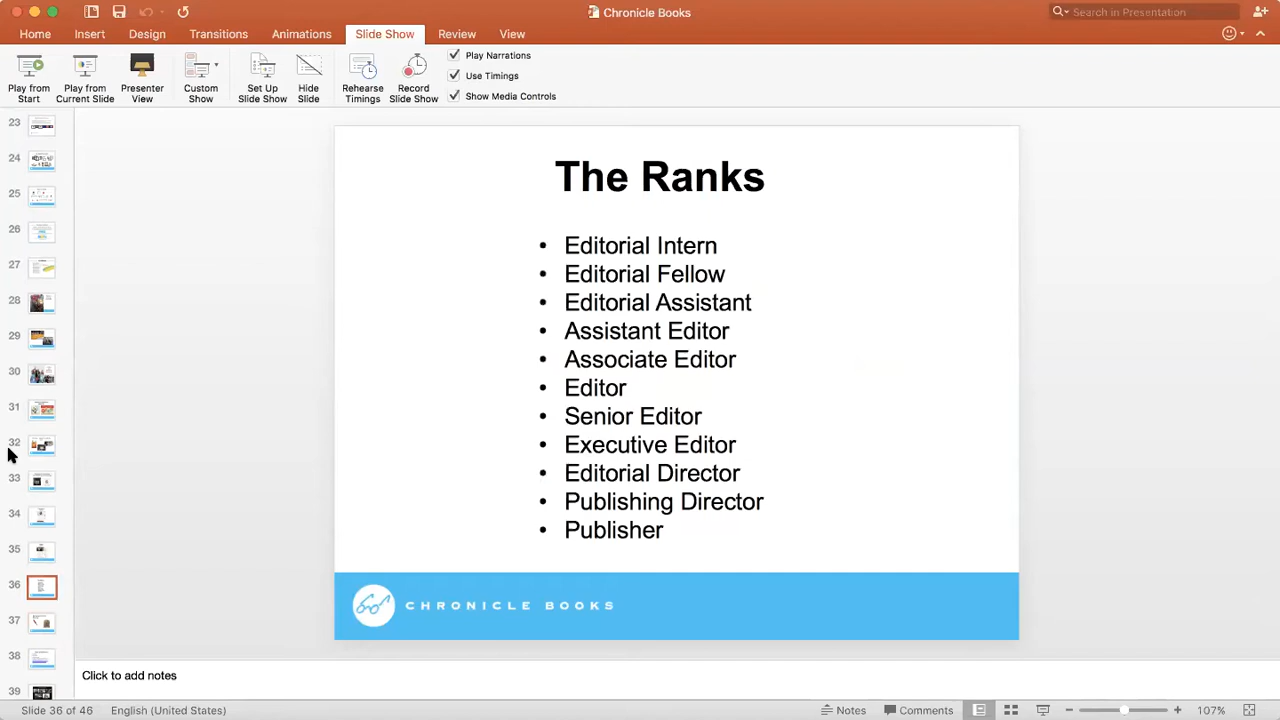 Chronicle Books
Search in Presentation
Home
Insert
Design
Transitions
Animations
Slide Show
Review
View
Play from Start
Play from Current Slide
Presenter View
Custom Show
Set Up Slide Show
Hide Slide
Rehearse Timings
Record Slide Show
Play Narrations
Use Timings
Show Media Controls
23
24
25
26
27
28
29
30
31
32
33
34
35
36
37
38
39
The Ranks
• Editorial Intern
• Editorial Fellow
• Editorial Assistant
• Assistant Editor
• Associate Editor
• Editor
• Senior Editor
• Executive Editor
• Editorial Director
• Publishing Director
• Publisher
CHRONICLE BOOKS
Click to add notes
Slide 36 of 46
English (United States)
Notes
Comments
107%